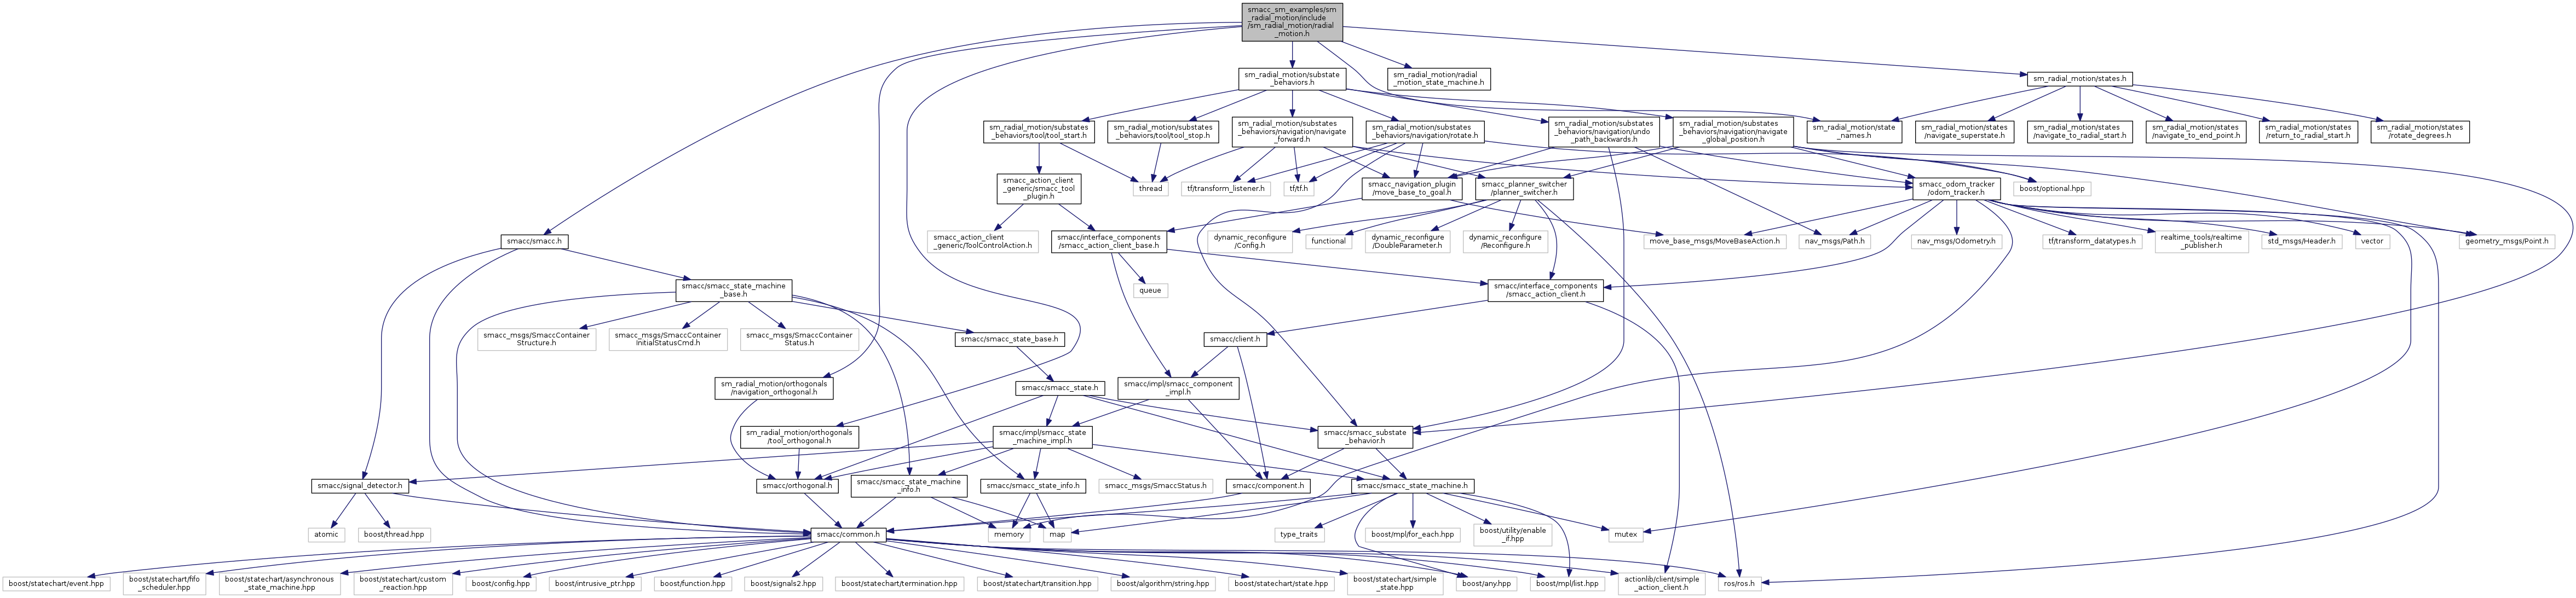 smacc_sm_examples/sm
_radial_motion/include
/sm_radial_motion/radial
_motion.h
sm_radial_motion/substate
_behaviors.h
sm_radial_motion/radial
_motion_state_machine.h
sm_radial_motion/states.h
sm_radial_motion/substates
_behaviors/tool/tool_start.h
sm_radial_motion/substates
_behaviors/tool/tool_stop.h
sm_radial_motion/substates
_behaviors/navigation/navigate
_forward.h
sm_radial_motion/substates
_behaviors/navigation/rotate.h
sm_radial_motion/substates
_behaviors/navigation/undo
_path_backwards.h
sm_radial_motion/substates
_behaviors/navigation/navigate
_global_position.h
sm_radial_motion/state
_names.h
sm_radial_motion/states
/navigate_superstate.h
sm_radial_motion/states
/navigate_to_radial_start.h
sm_radial_motion/states
/navigate_to_end_point.h
sm_radial_motion/states
/return_to_radial_start.h
sm_radial_motion/states
/rotate_degrees.h
smacc_action_client
_generic/smacc_tool
_plugin.h
thread
tf/transform_listener.h
tf/tf.h
smacc_navigation_plugin
/move_base_to_goal.h
smacc_planner_switcher
/planner_switcher.h
smacc_odom_tracker
/odom_tracker.h
boost/optional.hpp
smacc/smacc.h
smacc_action_client
_generic/ToolControlAction.h
smacc/interface_components
/smacc_action_client_base.h
dynamic_reconfigure
/Config.h
functional
dynamic_reconfigure
/DoubleParameter.h
dynamic_reconfigure
/Reconfigure.h
move_base_msgs/MoveBaseAction.h
nav_msgs/Path.h
nav_msgs/Odometry.h
tf/transform_datatypes.h
realtime_tools/realtime
_publisher.h
std_msgs/Header.h
vector
geometry_msgs/Point.h
smacc/smacc_state_machine
_base.h
queue
smacc/interface_components
/smacc_action_client.h
smacc_msgs/SmaccContainer
Structure.h
smacc_msgs/SmaccContainer
InitialStatusCmd.h
smacc_msgs/SmaccContainer
Status.h
smacc/smacc_state_base.h
smacc/client.h
sm_radial_motion/orthogonals
/navigation_orthogonal.h
smacc/smacc_state.h
smacc/impl/smacc_component
_impl.h
sm_radial_motion/orthogonals
/tool_orthogonal.h
smacc/impl/smacc_state
_machine_impl.h
smacc/smacc_substate
_behavior.h
smacc/signal_detector.h
smacc/orthogonal.h
smacc/smacc_state_machine
_info.h
smacc/smacc_state_info.h
smacc_msgs/SmaccStatus.h
smacc/component.h
smacc/smacc_state_machine.h
atomic
boost/thread.hpp
smacc/common.h
memory
map
type_traits
boost/mpl/for_each.hpp
boost/utility/enable
_if.hpp
mutex
boost/statechart/event.hpp
boost/statechart/fifo
_scheduler.hpp
boost/statechart/asynchronous
_state_machine.hpp
boost/statechart/custom
_reaction.hpp
boost/config.hpp
boost/intrusive_ptr.hpp
boost/function.hpp
boost/signals2.hpp
boost/statechart/termination.hpp
boost/statechart/transition.hpp
boost/algorithm/string.hpp
boost/statechart/state.hpp
boost/statechart/simple
_state.hpp
boost/any.hpp
boost/mpl/list.hpp
actionlib/client/simple
_action_client.h
ros/ros.h